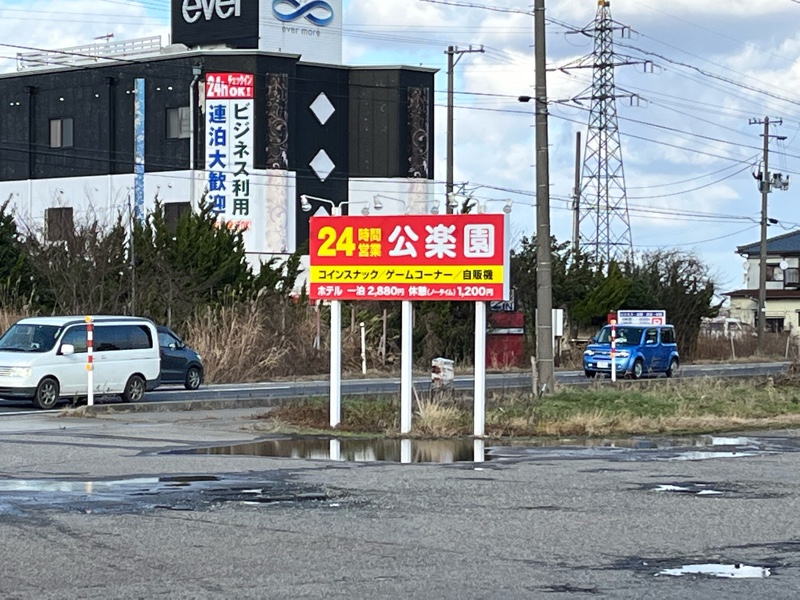 ever
ever more
24h チェックイン
OK!
ビジネス利用
連泊大歓迎
24時間営業 公楽園
コインスナック/ゲームコーナー/自販機
ホテル 一泊 2,880円 休憩(ノータイム) 1,200円